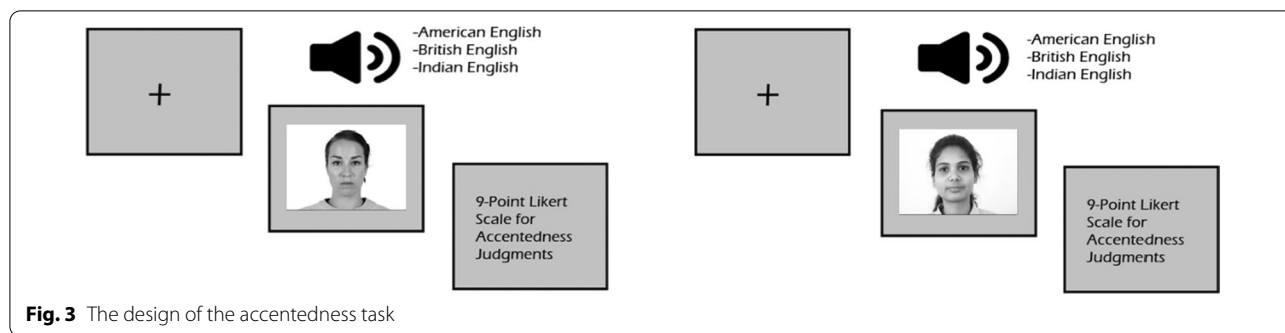 -American English
-British English
-Indian English
+
9-Point Likert
Scale for
Accentedness
Judgments
-American English
-British English
-Indian English
+
9-Point Likert
Scale for
Accentedness
Judgments
Fig. 3 The design of the accentedness task